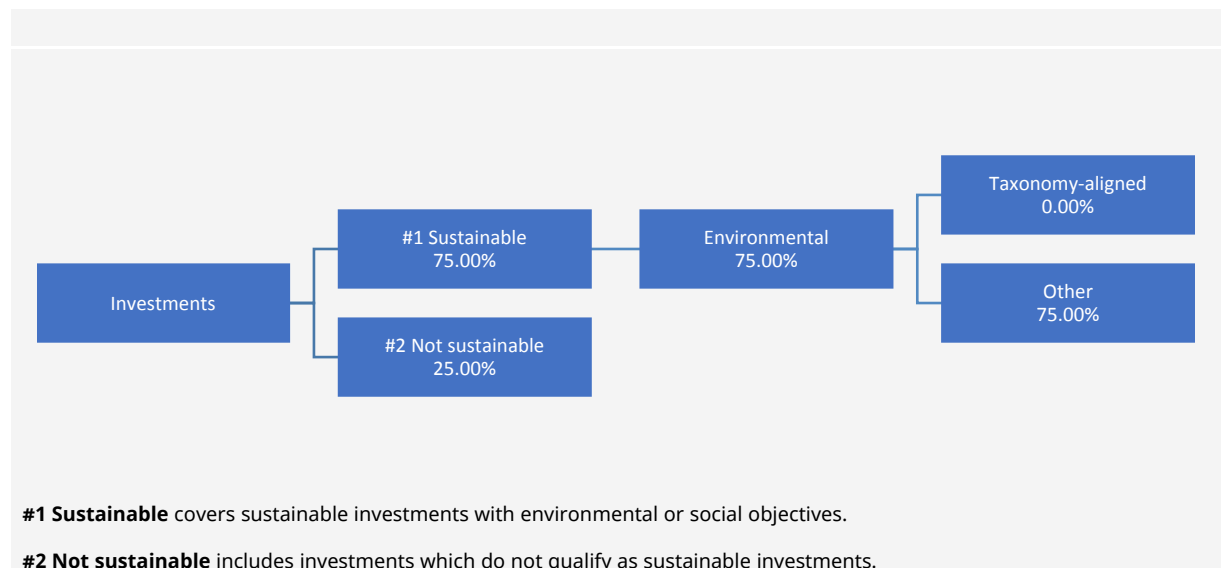 Taxonomy-aligned
0.00%
#1 Sustainable
75.00%
Environmental
75.00%
Investments
Other
75.00%
#2 Not sustainable
25.00%
#1 Sustainable covers sustainable investments with environmental or social objectives.
#2 Not sustainable includes investments which do not qualify as sustainable investments.